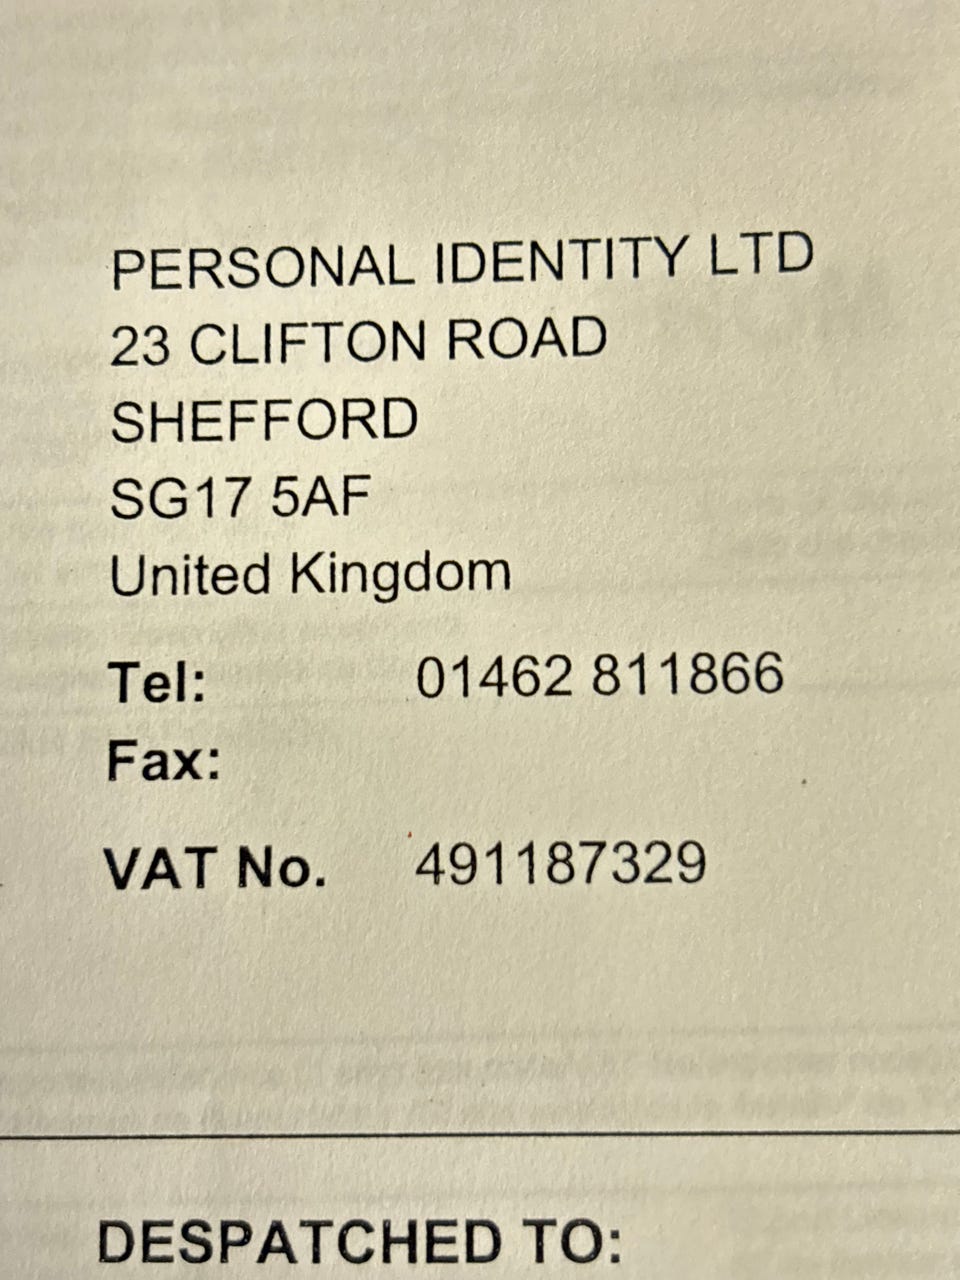 PERSONAL IDENTITY LTD
23 CLIFTON ROAD
SHEFFORD
SG17 5AF
United Kingdom
Tel: 01462 811866
Fax:
VAT No. 491187329
DESPATCHED TO: